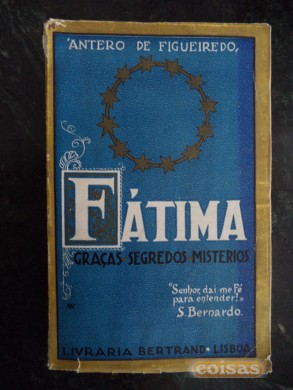 ANTERO DE FIGUEIREDO,
FÁTIMA
GRAÇAS SEGREDOS MISTERIOS
"Senhor, dai-me Fé
para entender!"
S. Bernardo.
LIVRARIA BERTRAND · LISBOA
coisas